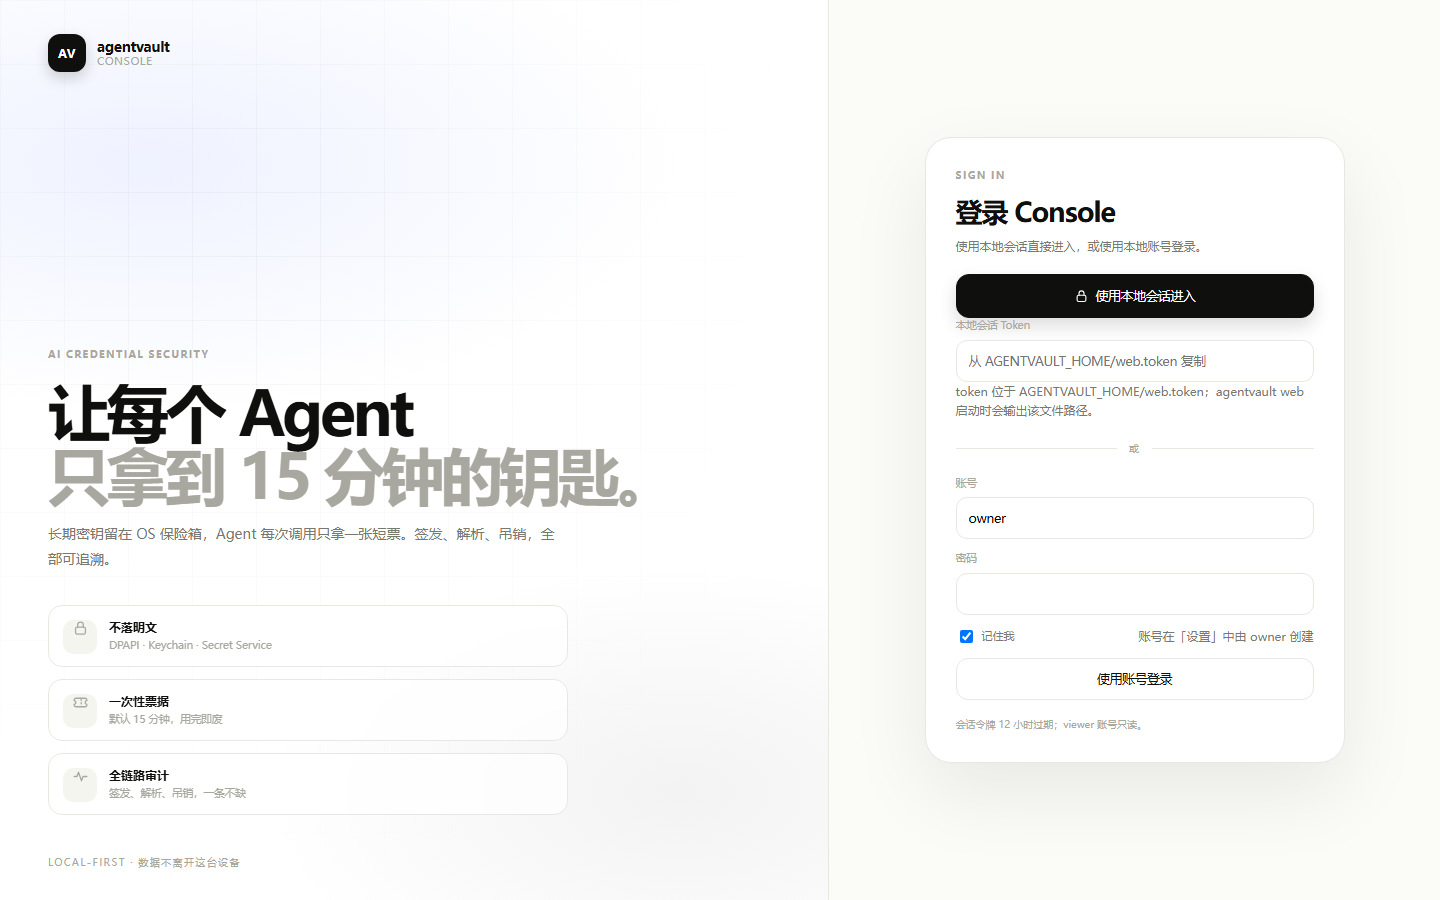 AV
agentvault
CONSOLE
AI CREDENTIAL SECURITY
让每个 Agent
只拿到 15 分钟的钥匙。
长期密钥留在 OS 保险箱，Agent 每次调用只拿一张短票。签发、解析、吊销，全
部可追溯。
不落明文
DPAPI · Keychain · Secret Service
一次性票据
默认 15 分钟，用完即废
全链路审计
签发、解析、吊销，一条不缺
LOCAL-FIRST · 数据不离开这台设备
SIGN IN
登录 Console
使用本地会话直接进入，或使用本地账号登录。
使用本地会话进入
本地会话 Token
从 AGENTVAULT_HOME/web.token 复制
token 位于 AGENTVAULT_HOME/web.token；agentvault web
启动时会输出该文件路径。
或
账号
owner
密码
记住我
账号在「设置」中由 owner 创建
使用账号登录
会话令牌 12 小时过期；viewer 账号只读。